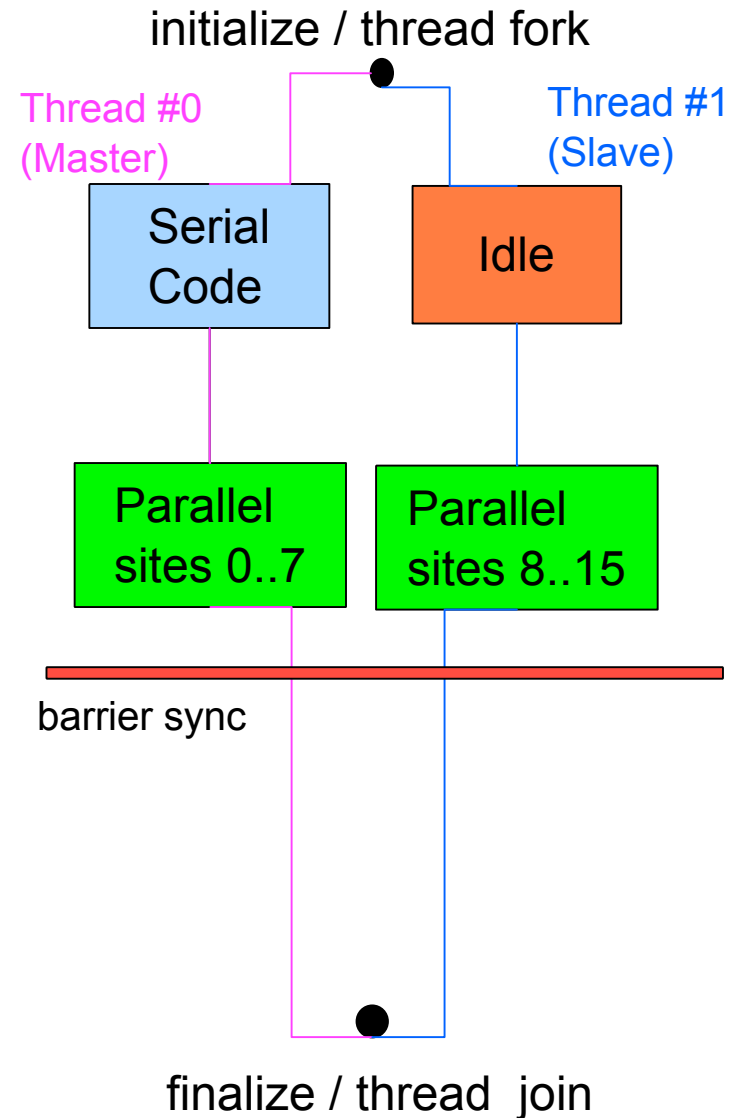 initialize / thread fork
Thread #0
(Master)
Thread #1
(Slave)
Serial
Code
Idle
Parallel
sites 0..7
Parallel
sites 8..15
barrier sync
finalize / thread join